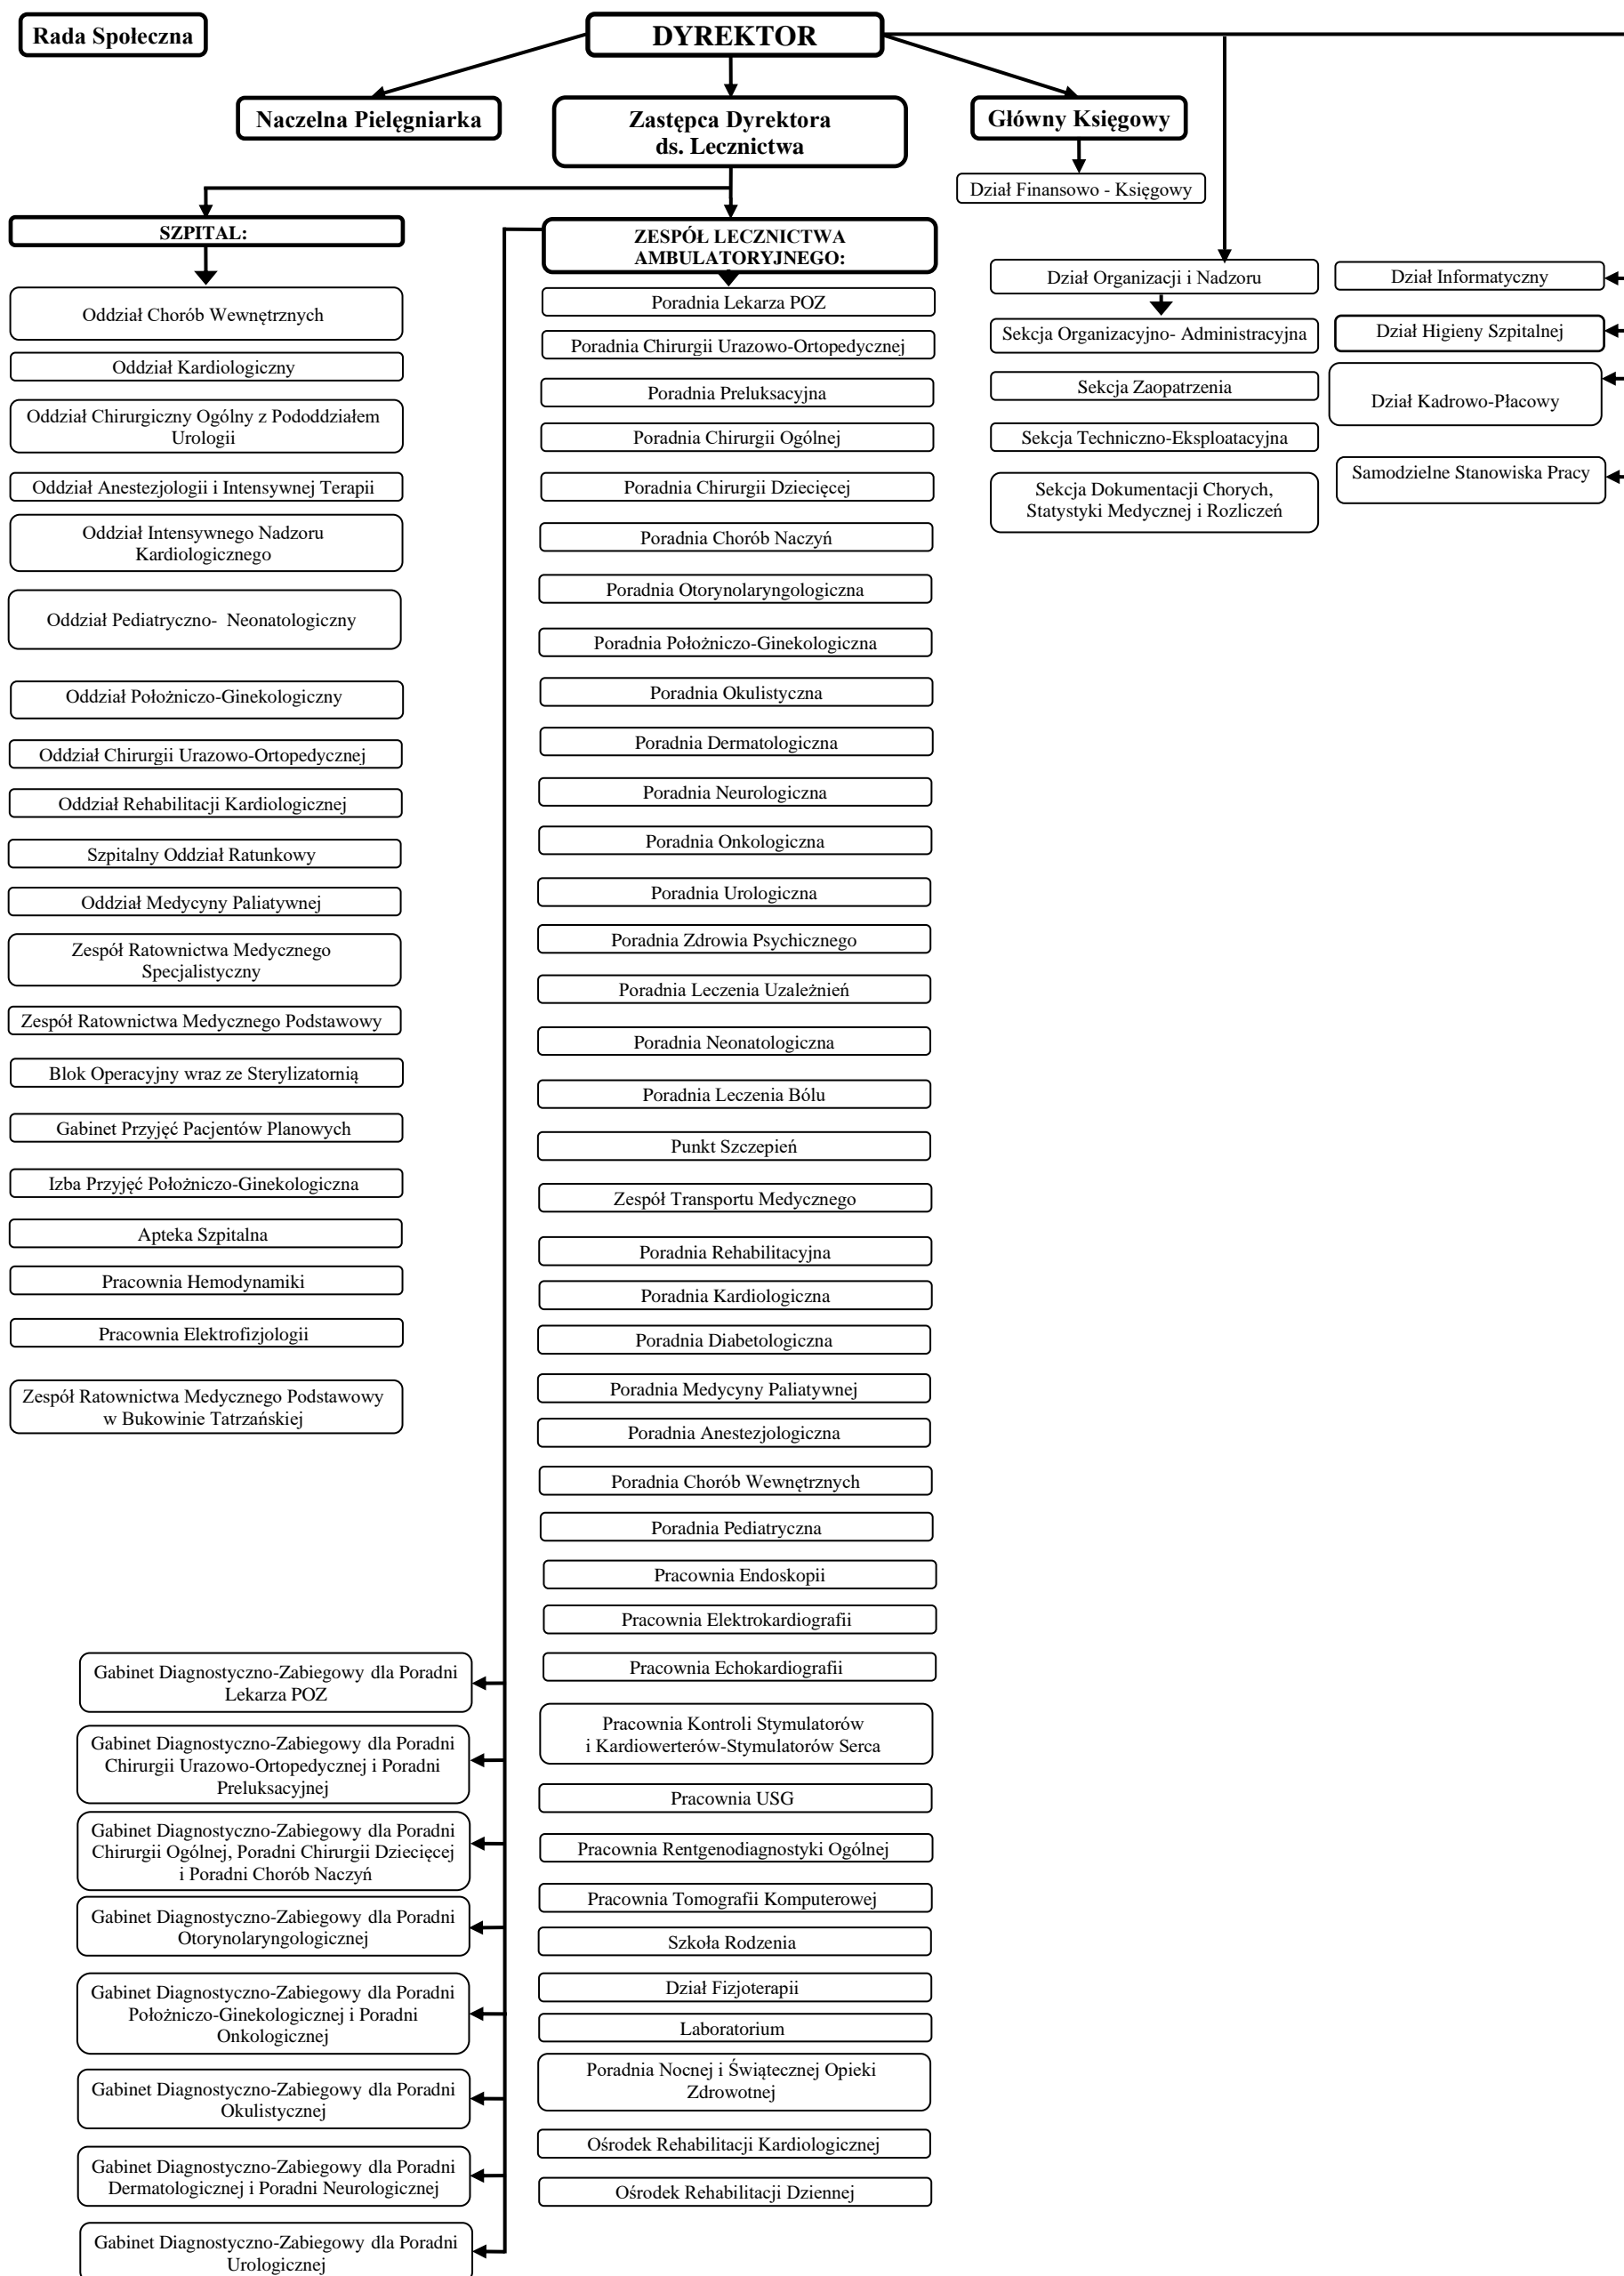 Rada Społeczna
DYREKTOR
Naczelna Pielęgniarka
Zastępca Dyrektora
ds. Lecznictwa
Główny Księgowy
Dział Finansowo - Księgowy
SZPITAL:
Oddział Chorób Wewnętrznych
Oddział Kardiologiczny
Oddział Chirurgiczny Ogólny z Pododdziałem
Urologii
Oddział Anestezjologii i Intensywnej Terapii
Oddział Intensywnego Nadzoru
Kardiologicznego
Oddział Pediatryczno- Neonatologiczny
Oddział Położniczo-Ginekologiczny
Oddział Chirurgii Urazowo-Ortopedycznej
Oddział Rehabilitacji Kardiologicznej
Szpitalny Oddział Ratunkowy
Oddział Medycyny Paliatywnej
Zespół Ratownictwa Medycznego
Specjalistyczny
Zespół Ratownictwa Medycznego Podstawowy
Blok Operacyjny wraz ze Sterylizatornią
Gabinet Przyjęć Pacjentów Planowych
Izba Przyjęć Położniczo-Ginekologiczna
Apteka Szpitalna
Pracownia Hemodynamiki
Pracownia Elektrofizjologii
Zespół Ratownictwa Medycznego Podstawowy
w Bukowinie Tatrzańskiej
ZESPÓŁ LECZNICTWA
AMBULATORYJNEGO:
Poradnia Lekarza POZ
Poradnia Chirurgii Urazowo-Ortopedycznej
Poradnia Preluksacyjna
Poradnia Chirurgii Ogólnej
Poradnia Chirurgii Dziecięcej
Poradnia Chorób Naczyń
Poradnia Otorynolaryngologiczna
Poradnia Położniczo-Ginekologiczna
Poradnia Okulistyczna
Poradnia Dermatologiczna
Poradnia Neurologiczna
Poradnia Onkologiczna
Poradnia Urologiczna
Poradnia Zdrowia Psychicznego
Poradnia Leczenia Uzależnień
Poradnia Neonatologiczna
Poradnia Leczenia Bólu
Punkt Szczepień
Zespół Transportu Medycznego
Poradnia Rehabilitacyjna
Poradnia Kardiologiczna
Poradnia Diabetologiczna
Poradnia Medycyny Paliatywnej
Poradnia Anestezjologiczna
Poradnia Chorób Wewnętrznych
Poradnia Pediatryczna
Pracownia Endoskopii
Pracownia Elektrokardiografii
Pracownia Echokardiografii
Pracownia Kontroli Stymulatorów
i Kardiowerterów-Stymulatorów Serca
Pracownia USG
Pracownia Rentgenodiagnostyki Ogólnej
Pracownia Tomografii Komputerowej
Szkoła Rodzenia
Dział Fizjoterapii
Laboratorium
Poradnia Nocnej i Świątecznej Opieki
Zdrowotnej
Ośrodek Rehabilitacji Kardiologicznej
Ośrodek Rehabilitacji Dziennej
Gabinet Diagnostyczno-Zabiegowy dla Poradni
Lekarza POZ
Gabinet Diagnostyczno-Zabiegowy dla Poradni
Chirurgii Urazowo-Ortopedycznej i Poradni
Preluksacyjnej
Gabinet Diagnostyczno-Zabiegowy dla Poradni
Chirurgii Ogólnej, Poradni Chirurgii Dziecięcej
i Poradni Chorób Naczyń
Gabinet Diagnostyczno-Zabiegowy dla Poradni
Otorynolaryngologicznej
Gabinet Diagnostyczno-Zabiegowy dla Poradni
Położniczo-Ginekologicznej i Poradni
Onkologicznej
Gabinet Diagnostyczno-Zabiegowy dla Poradni
Okulistycznej
Gabinet Diagnostyczno-Zabiegowy dla Poradni
Dermatologicznej i Poradni Neurologicznej
Gabinet Diagnostyczno-Zabiegowy dla Poradni
Urologicznej
Dział Organizacji i Nadzoru
Sekcja Organizacyjno- Administracyjna
Sekcja Zaopatrzenia
Sekcja Techniczno-Eksploatacyjna
Sekcja Dokumentacji Chorych,
Statystyki Medycznej i Rozliczeń
Dział Informatyczny
Dział Higieny Szpitalnej
Dział Kadrowo-Płacowy
Samodzielne Stanowiska Pracy